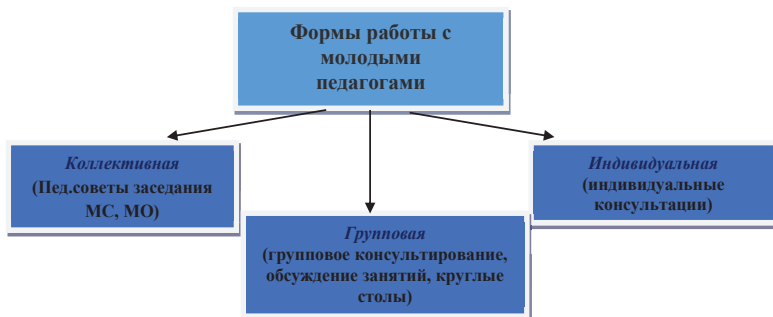 Формы работы с
молодыми
педагогами
Коллективная
(Пед.советы заседания
МС, МО)
Групповая
(групповое консультирование,
обсуждение занятий, круглые
столы)
Индивидуальная
(индивидуальные
консультации)